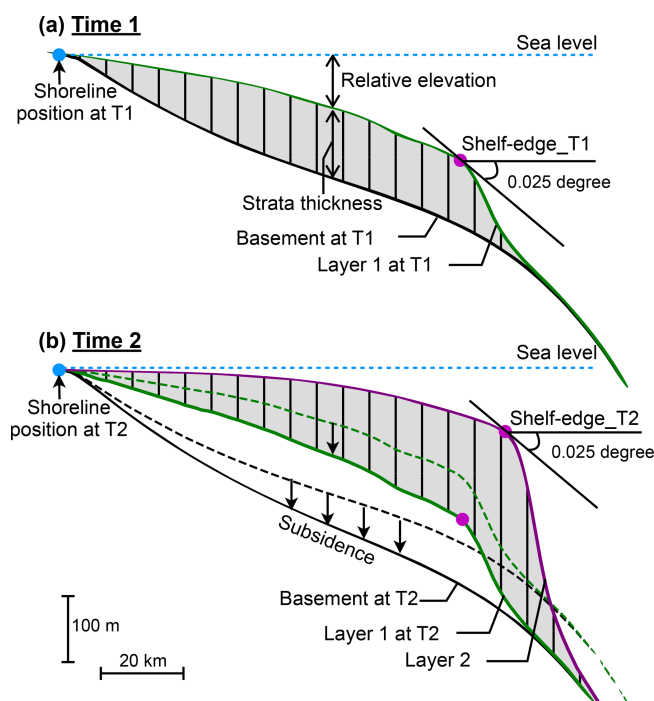 (a) Time 1
Sea level
Relative elevation
Shoreline
position at T1
Shelf-edge_T1
0.025 degree
Strata thickness
Basement at T1
Layer 1 at T1
(b) Time 2
Sea level
Shoreline
position at T2
Shelf-edge_T2
0.025 degree
Subsidence
Basement at T2
100 m
Layer 1 at T2
20 km
Layer 2